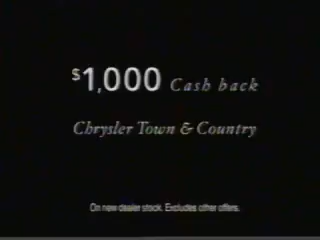 $1,000 Cash back
Chrysler Town & Country
On new dealer stock. Excludes other offers.